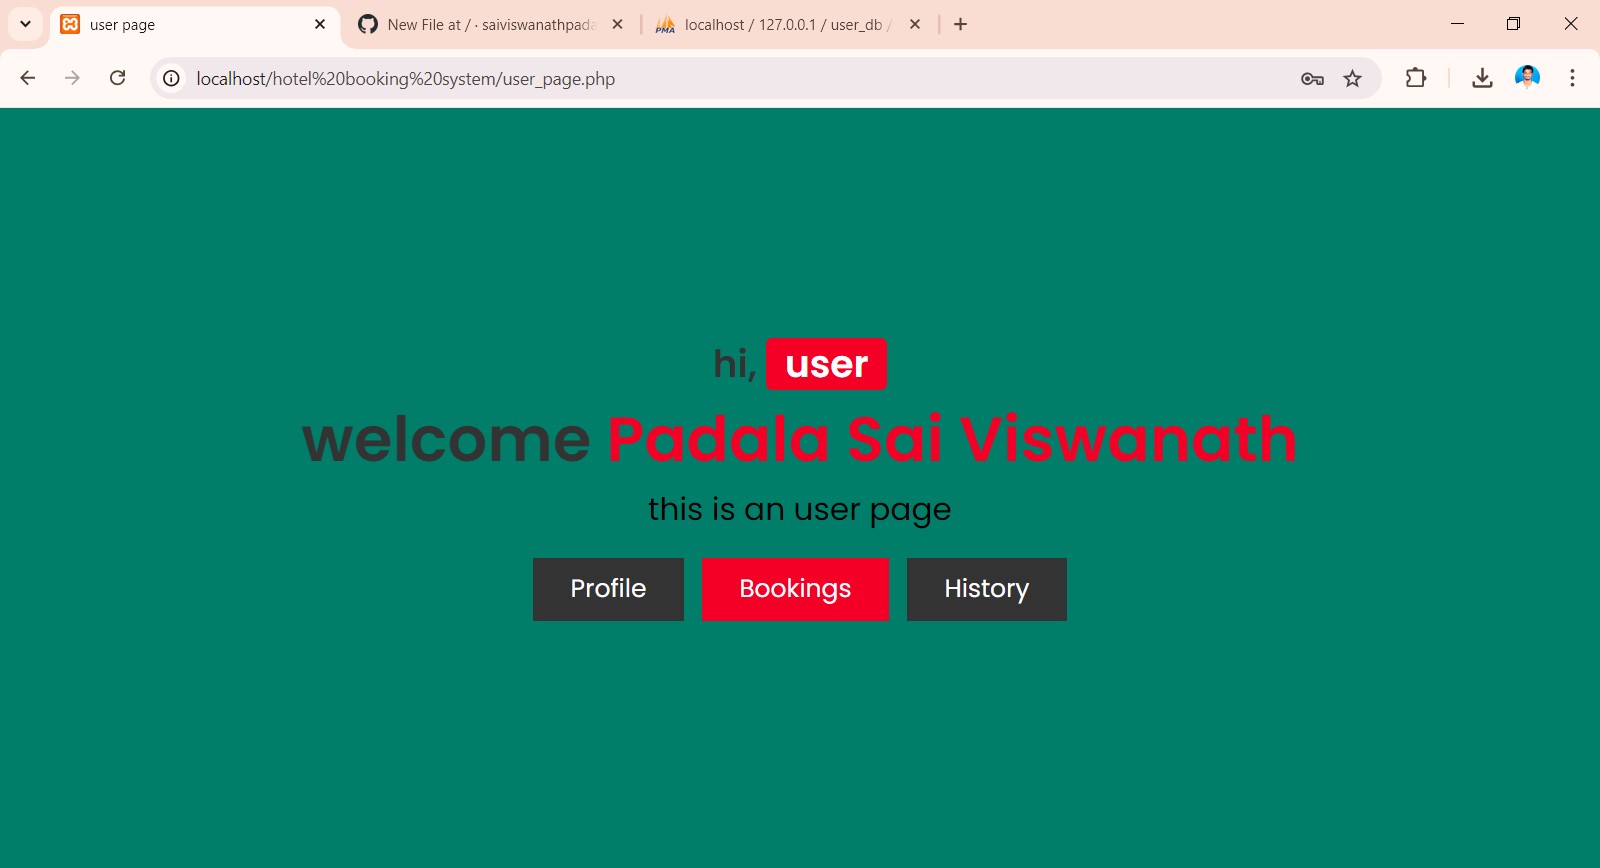 user page
New File at / · saiviswanathpada
localhost / 127.0.0.1 / user_db /
localhost/hotel%20booking%20system/user_page.php
hi, user
welcome Padala Sai Viswanath
this is an user page
Profile Bookings History